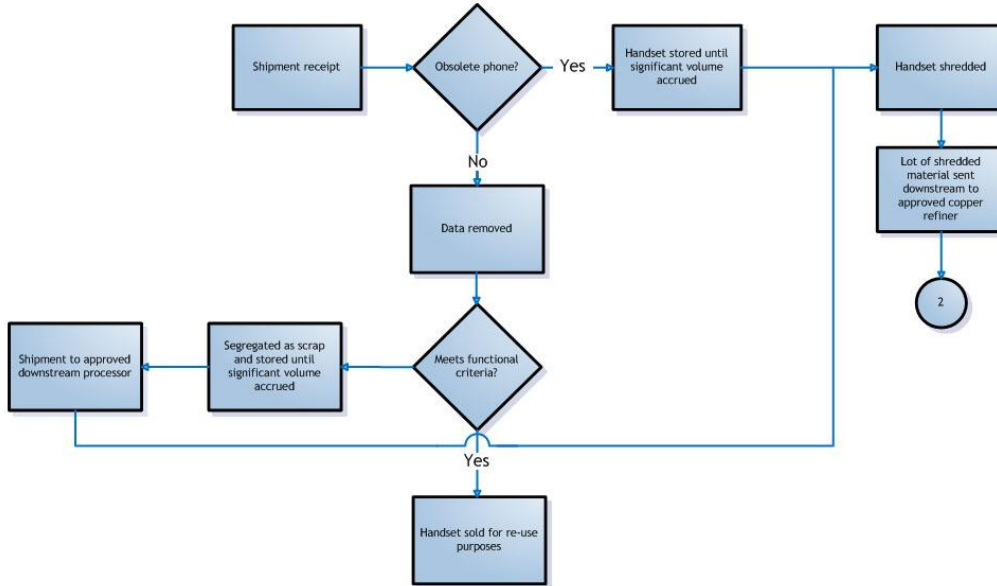 Shipment receipt
Obsolete phone?
Yes
Handset stored until
significant volume
accrued
Handset shredded
No
Lot of shredded
material sent
downstream to
approved copper
refiner
Data removed
2
Shipment to approved
downstream processor
Segregated as scrap
and stored until
significant volume
accrued
Meets functional
criteria?
Yes
Handset sold for re-use
purposes